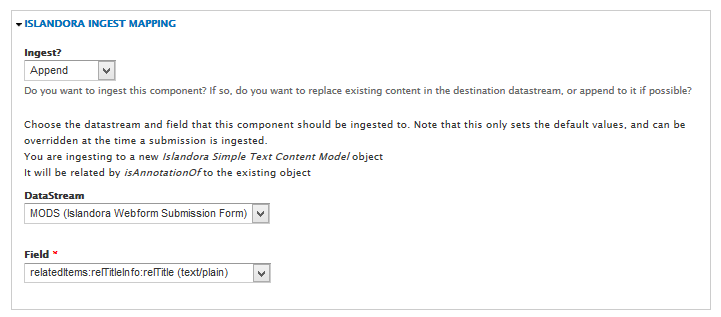 ISLANDORA INGEST MAPPING
Ingest?
Append
Do you want to ingest this component? If so, do you want to replace existing content in the destination datastream, or append to it if possible?
Choose the datastream and field that this component should be ingested to. Note that this only sets the default values, and can be
overridden at the time a submission is ingested.
You are ingesting to a new Islandora Simple Text Content Model object
It will be related by isAnnotationOf to the existing object
DataStream
MODS (Islandora Webform Submission Form)
Field *
relatedItems:relTitleInfo:relTitle (text/plain)